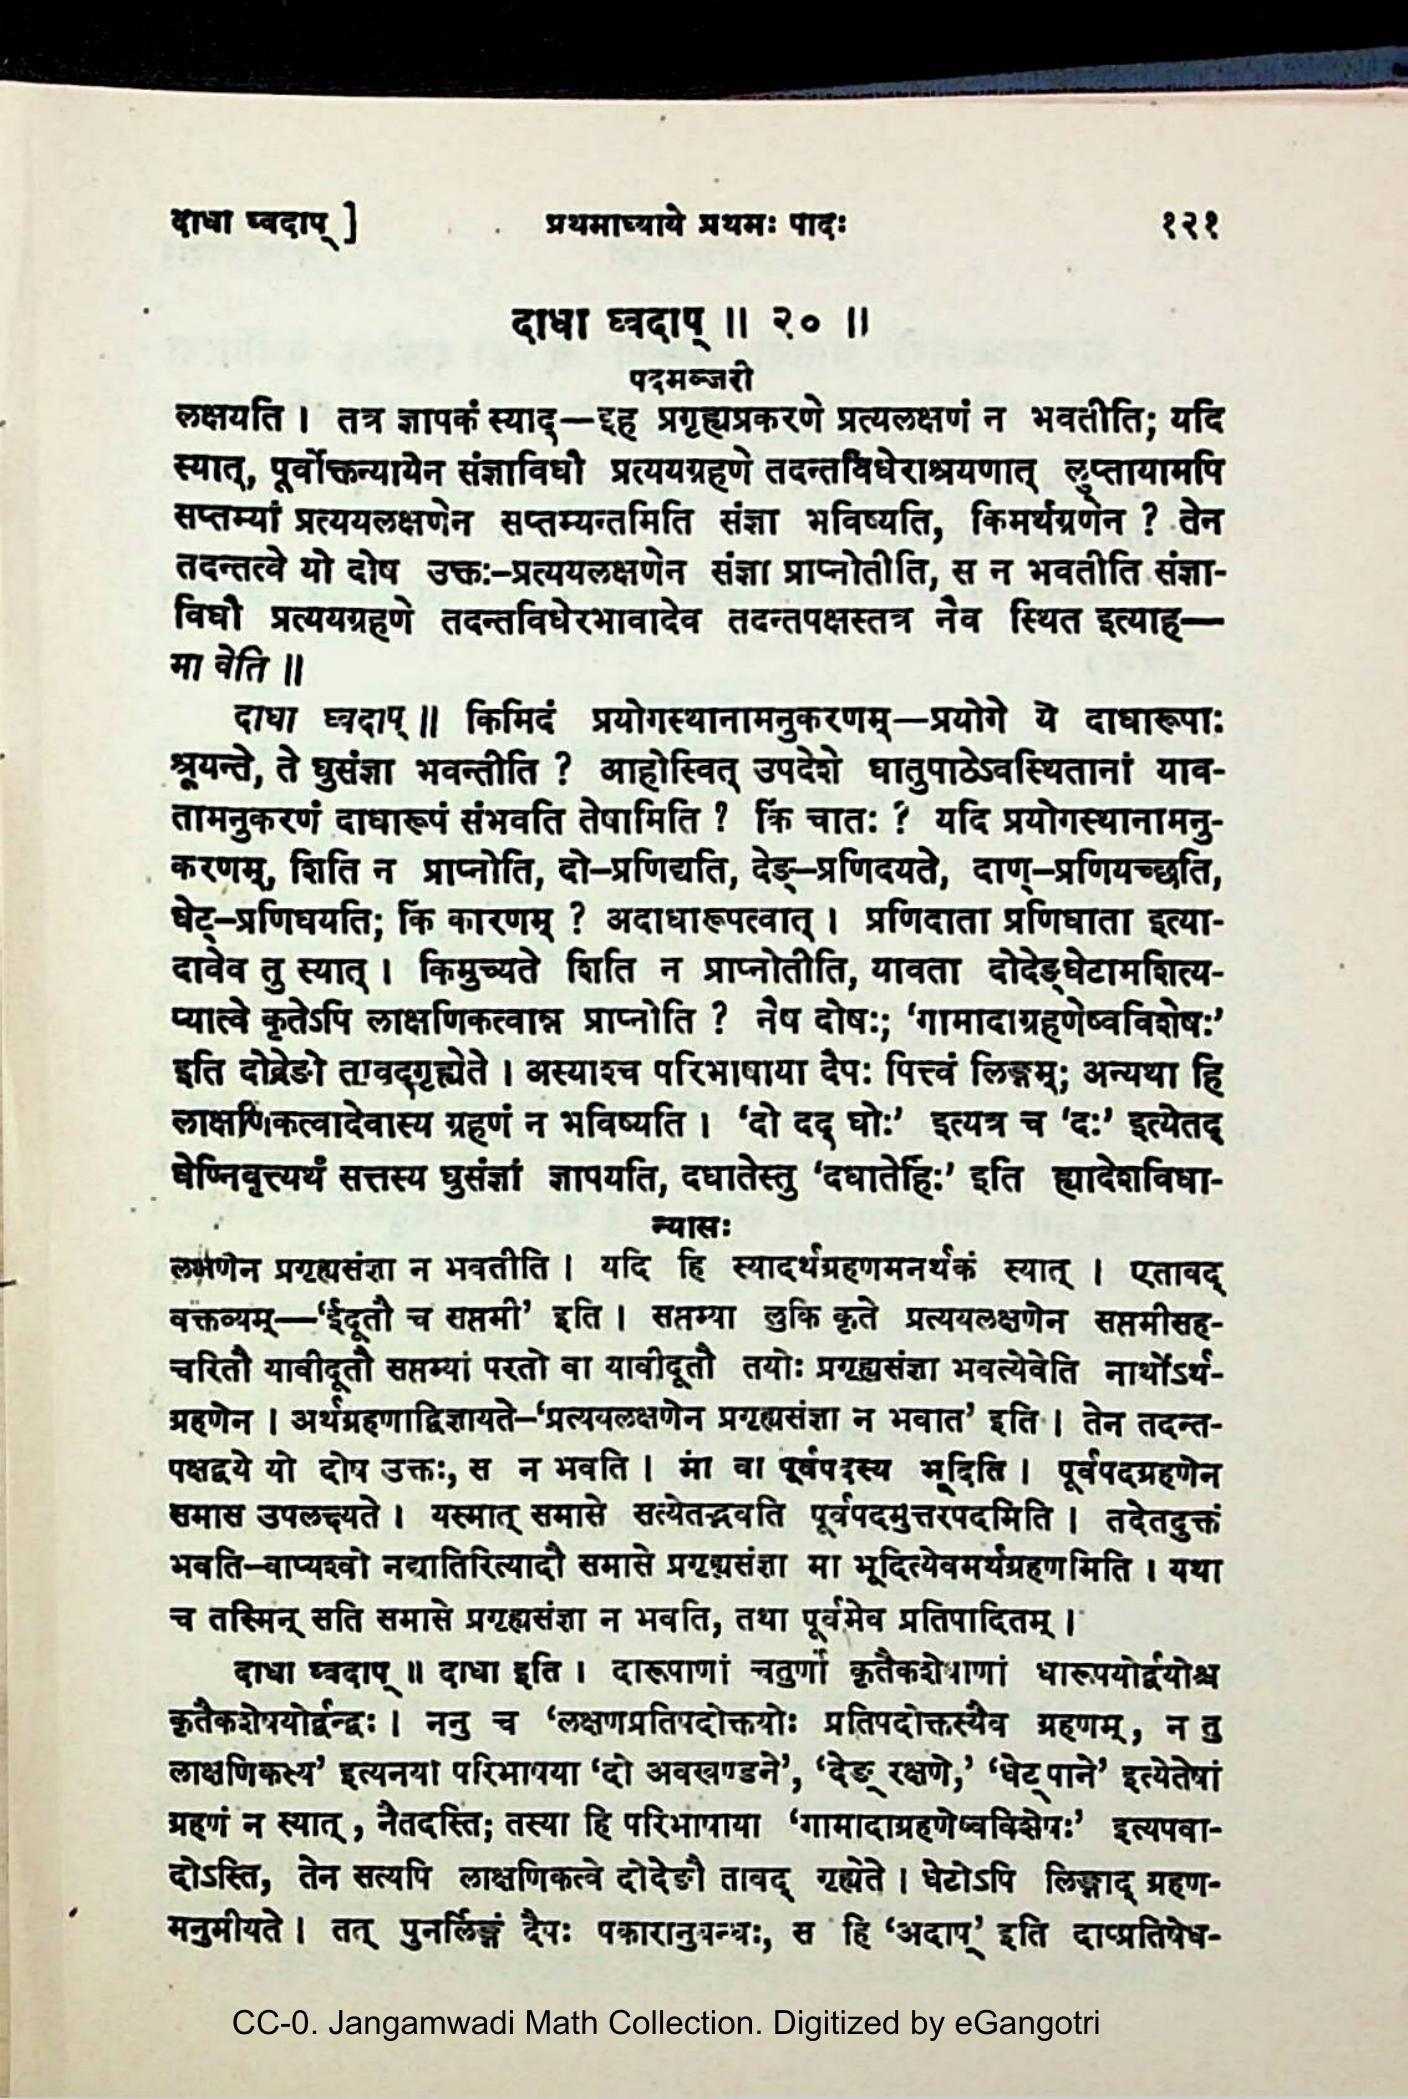 दाधा घ्वदाप् ] प्रथमाध्याये प्रथमः पादः १२१
दाधा घ्वदाप् ॥ २० ॥
पदमञ्जरी
लक्षयति । तत्र ज्ञापकं स्याद्—इह प्रगृह्यप्रकरणे प्रत्यलक्षणं न भवतीति; यदि
स्यात्, पूर्वोक्तन्यायेन संज्ञाविधौ प्रत्ययग्रहणे तदन्तविधेराश्रयणात् लुप्तायामपि
सप्तम्यां प्रत्ययलक्षणेन सप्तम्यन्तमिति संज्ञा भविष्यति, किमर्थग्रणेन ? तेन
तदन्तत्वे यो दोष उक्तः–प्रत्ययलक्षणेन संज्ञा प्राप्नोतीति, स न भवतीति संज्ञा-
विधौ प्रत्ययग्रहणे तदन्तविधेरभावादेव तदन्तपक्षस्तत्र नैव स्थित इत्याह—
मा वेति ॥
दाधा घ्वदाप् ॥ किमिदं प्रयोगस्थानामनुकरणम्—प्रयोगे ये दाधारूपाः
श्रूयन्ते, ते घुसंज्ञा भवन्तीति ? आहोस्वित् उपदेशे धातुपाठेऽवस्थितानां याव-
तामनुकरणं दाधारूपं संभवति तेषामिति ? किं चातः ? यदि प्रयोगस्थानामनु-
करणम्, शिति न प्राप्नोति, दो–प्रणिद्यति, देङ्–प्रणिदयते, दाण्–प्रणियच्छति,
धेट्–प्रणिधयति; किं कारणम् ? अदाधारूपत्वात् । प्रणिदाता प्रणिधाता इत्या-
दावेव तु स्यात् । किमुच्यते शिति न प्राप्नोतीति, यावता दोदेङ्धेटामशित्य-
प्यात्वे कृतेऽपि लाक्षणिकत्वान्न प्राप्नोति ? नैष दोषः; ‘गामादाग्रहणेष्वविशेषः’
इति दोदेङो तावद्गृह्येते । अस्याश्च परिभाषाया दैपः पित्त्वं लिङ्गम्; अन्यथा हि
लाक्षणिकत्वादेवास्य ग्रहणं न भविष्यति । ‘दो दद् घोः’ इत्यत्र च ‘दः’ इत्येतद्
धेण्निवृत्त्यर्थं सत्तस्य घुसंज्ञां ज्ञापयति, दधातेस्तु ‘दधातेर्हिः’ इति ह्यादेशविधा-
न्यासः
लक्षणेन प्रगृह्यसंज्ञा न भवतीति । यदि हि स्यादर्थग्रहणमनर्थकं स्यात् । एतावद्
वक्तव्यम्—‘ईदूतौ च सप्तमी’ इति । सप्तम्या लुकि कृते प्रत्ययलक्षणेन सप्तमीसह-
चरितौ यावीदूतौ सप्तम्यां परतो वा यावीदूतौ तयोः प्रगृह्यसंज्ञा भवत्येवेति नार्थोऽर्थ-
ग्रहणेन । अर्थग्रहणाद्विज्ञायते–‘प्रत्ययलक्षणेन प्रगृह्यसंज्ञा न भवात’ इति । तेन तदन्त-
पक्षद्वये यो दोष उक्तः, स न भवति । मा वा पूर्वपदस्य भूदिति । पूर्वपदग्रहणेन
समास उपलक्ष्यते । यस्मात् समासे सत्येतद्भवति पूर्वपदमुत्तरपदमिति । तदेतदुक्तं
भवति–वाप्यश्वो नद्यातिरित्यादौ समासे प्रगृह्यसंज्ञा मा भूदित्येवमर्थग्रहणमिति । यथा
च तस्मिन् सति समासे प्रगृह्यसंज्ञा न भवति, तथा पूर्वमेव प्रतिपादितम् ।
दाधा घ्वदाप् ॥ दाधा इति । दारूपाणां चतुर्णां कृतैकशेषाणां धारूपयोर्द्वयोश्च
कृतैकशेषयोर्द्वन्द्वः । ननु च ‘लक्षणप्रतिपदोक्तयोः प्रतिपदोक्तस्यैव ग्रहणम्, न तु
लाक्षणिकस्य’ इत्यनया परिभाषया ‘दो अवखण्डने’, ‘देङ् रक्षणे,’ ‘धेट् पाने’ इत्येतेषां
ग्रहणं न स्यात्, नैतदस्ति; तस्या हि परिभाषाया ‘गामादाग्रहणेष्वविशेषः’ इत्यपवा-
दोऽस्ति, तेन सत्यपि लाक्षणिकत्वे दोदेङौ तावद् गृह्येते । धेटोऽपि लिङ्गाद् ग्रहण-
मनुमीयते । तत् पुनर्लिङ्गं दैपः पकारानुबन्धः, स हि ‘अदाप्’ इति दाप्प्रतिषेध-
CC-0. Jangamwadi Math Collection. Digitized by eGangotri